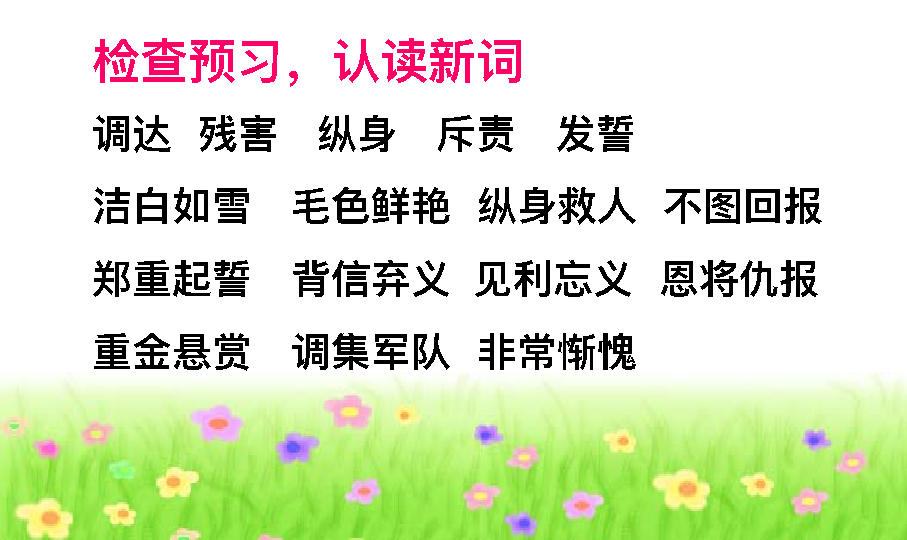 检查预习，认读新词
调达 残害 纵身 斥责 发誓
洁白如雪 毛色鲜艳 纵身救人 不图回报
郑重起誓 背信弃义 见利忘义 恩将仇报
重金悬赏 调集军队 非常惭愧